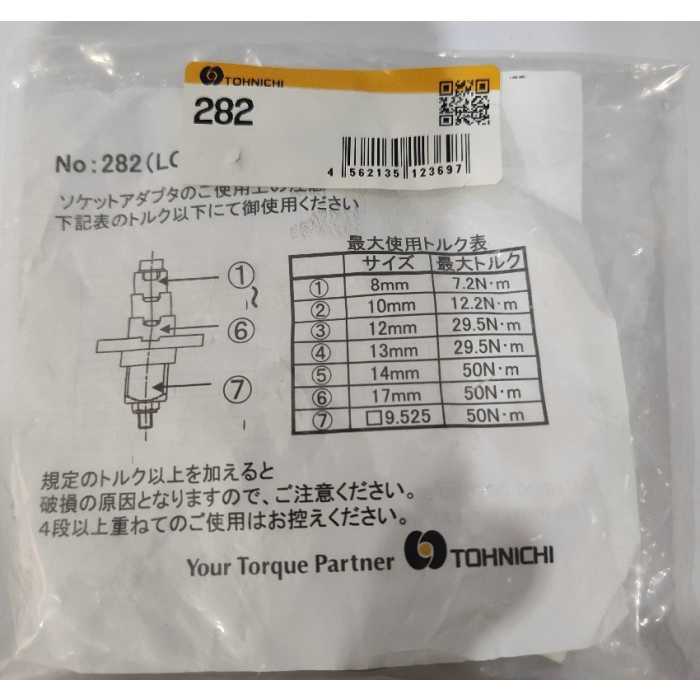 TOHNICHI
282
4 562135 123697
No:282(LC
ソケットアダプタのご使用上の注意
下記表のトルク以下にて御使用ください
最大使用トルク表
サイズ 最大トルク
① 8mm 7.2N・m
② 10mm 12.2N・m
③ 12mm 29.5N・m
④ 13mm 29.5N・m
⑤ 14mm 50N・m
⑥ 17mm 50N・m
⑦ □9.525 50N・m
①
~
⑥
⑦
規定のトルク以上を加えると
破損の原因となりますので、ご注意ください。
4段以上重ねてのご使用はお控えください。
Your Torque Partner TOHNICHI